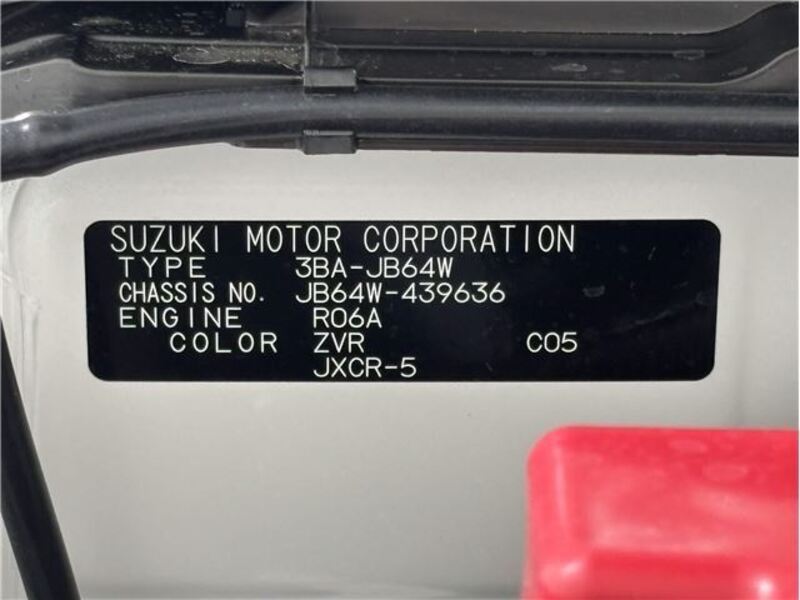 SUZUKI MOTOR CORPORATION
TYPE 3BA-JB64W
CHASSIS NO. JB64W-439636
ENGINE R06A
COLOR ZVR C05
JXCR-5